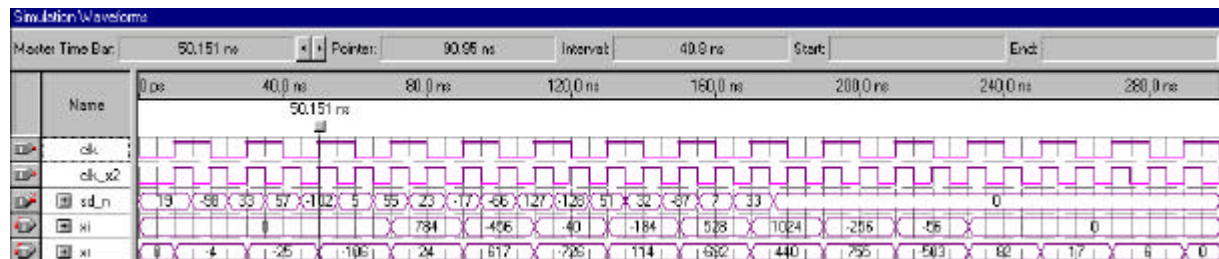 Simulation Waveforms
Master Time Bar: 50.151 ns Pointer: 90.95 ns Interval: 40.8 ns Start: End:
Name 0 ps 40.0 ns 80.0 ns 120.0 ns 160.0 ns 200.0 ns 240.0 ns 280.0 ns
50.151 ns
clk
clk_x2
sd_n 19 -98 33 57 -102 5 55 23 -17 -66 127 -128 51 32 -87 7 33 0
xi 0 784 -456 -40 -184 528 1024 -256 -56 0
0 -4 -25 -106 24 617 -726 114 -692 440 755 -503 82 17 6 0